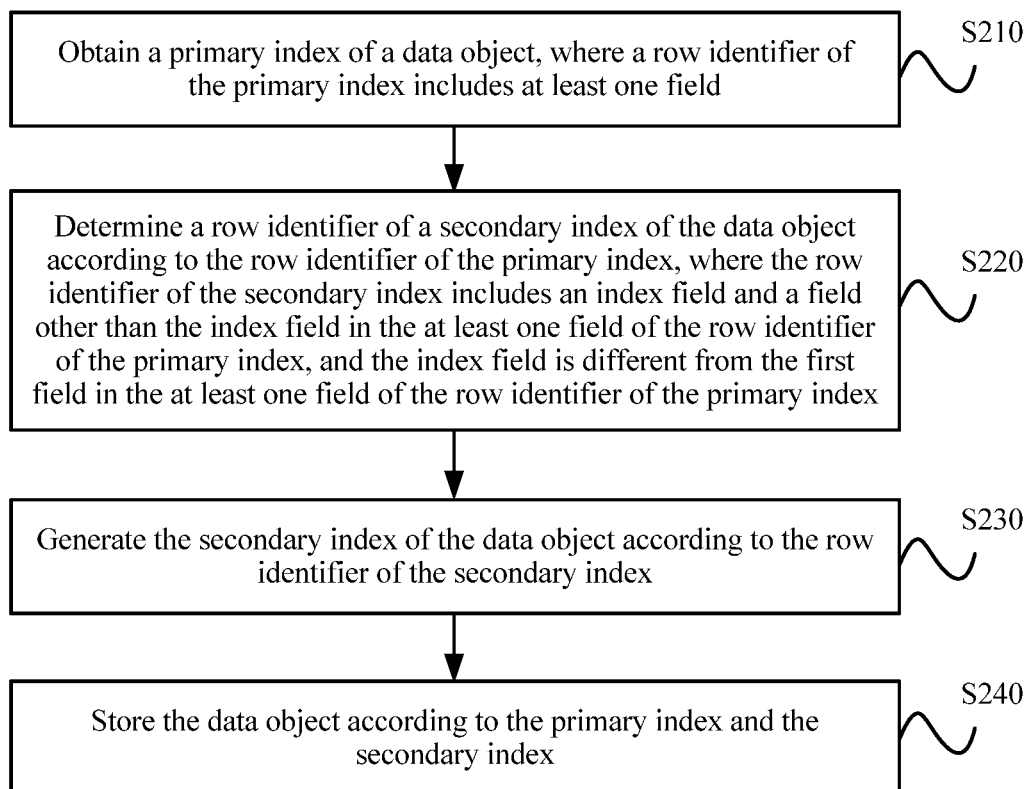 Obtain a primary index of a data object, where a row identifier of
the primary index includes at least one field
S210
Determine a row identifier of a secondary index of the data object
according to the row identifier of the primary index, where the row
identifier of the secondary index includes an index field and a field
other than the index field in the at least one field of the row identifier
of the primary index, and the index field is different from the first
field in the at least one field of the row identifier of the primary index
S220
Generate the secondary index of the data object according to the row
identifier of the secondary index
S230
Store the data object according to the primary index and the
secondary index
S240